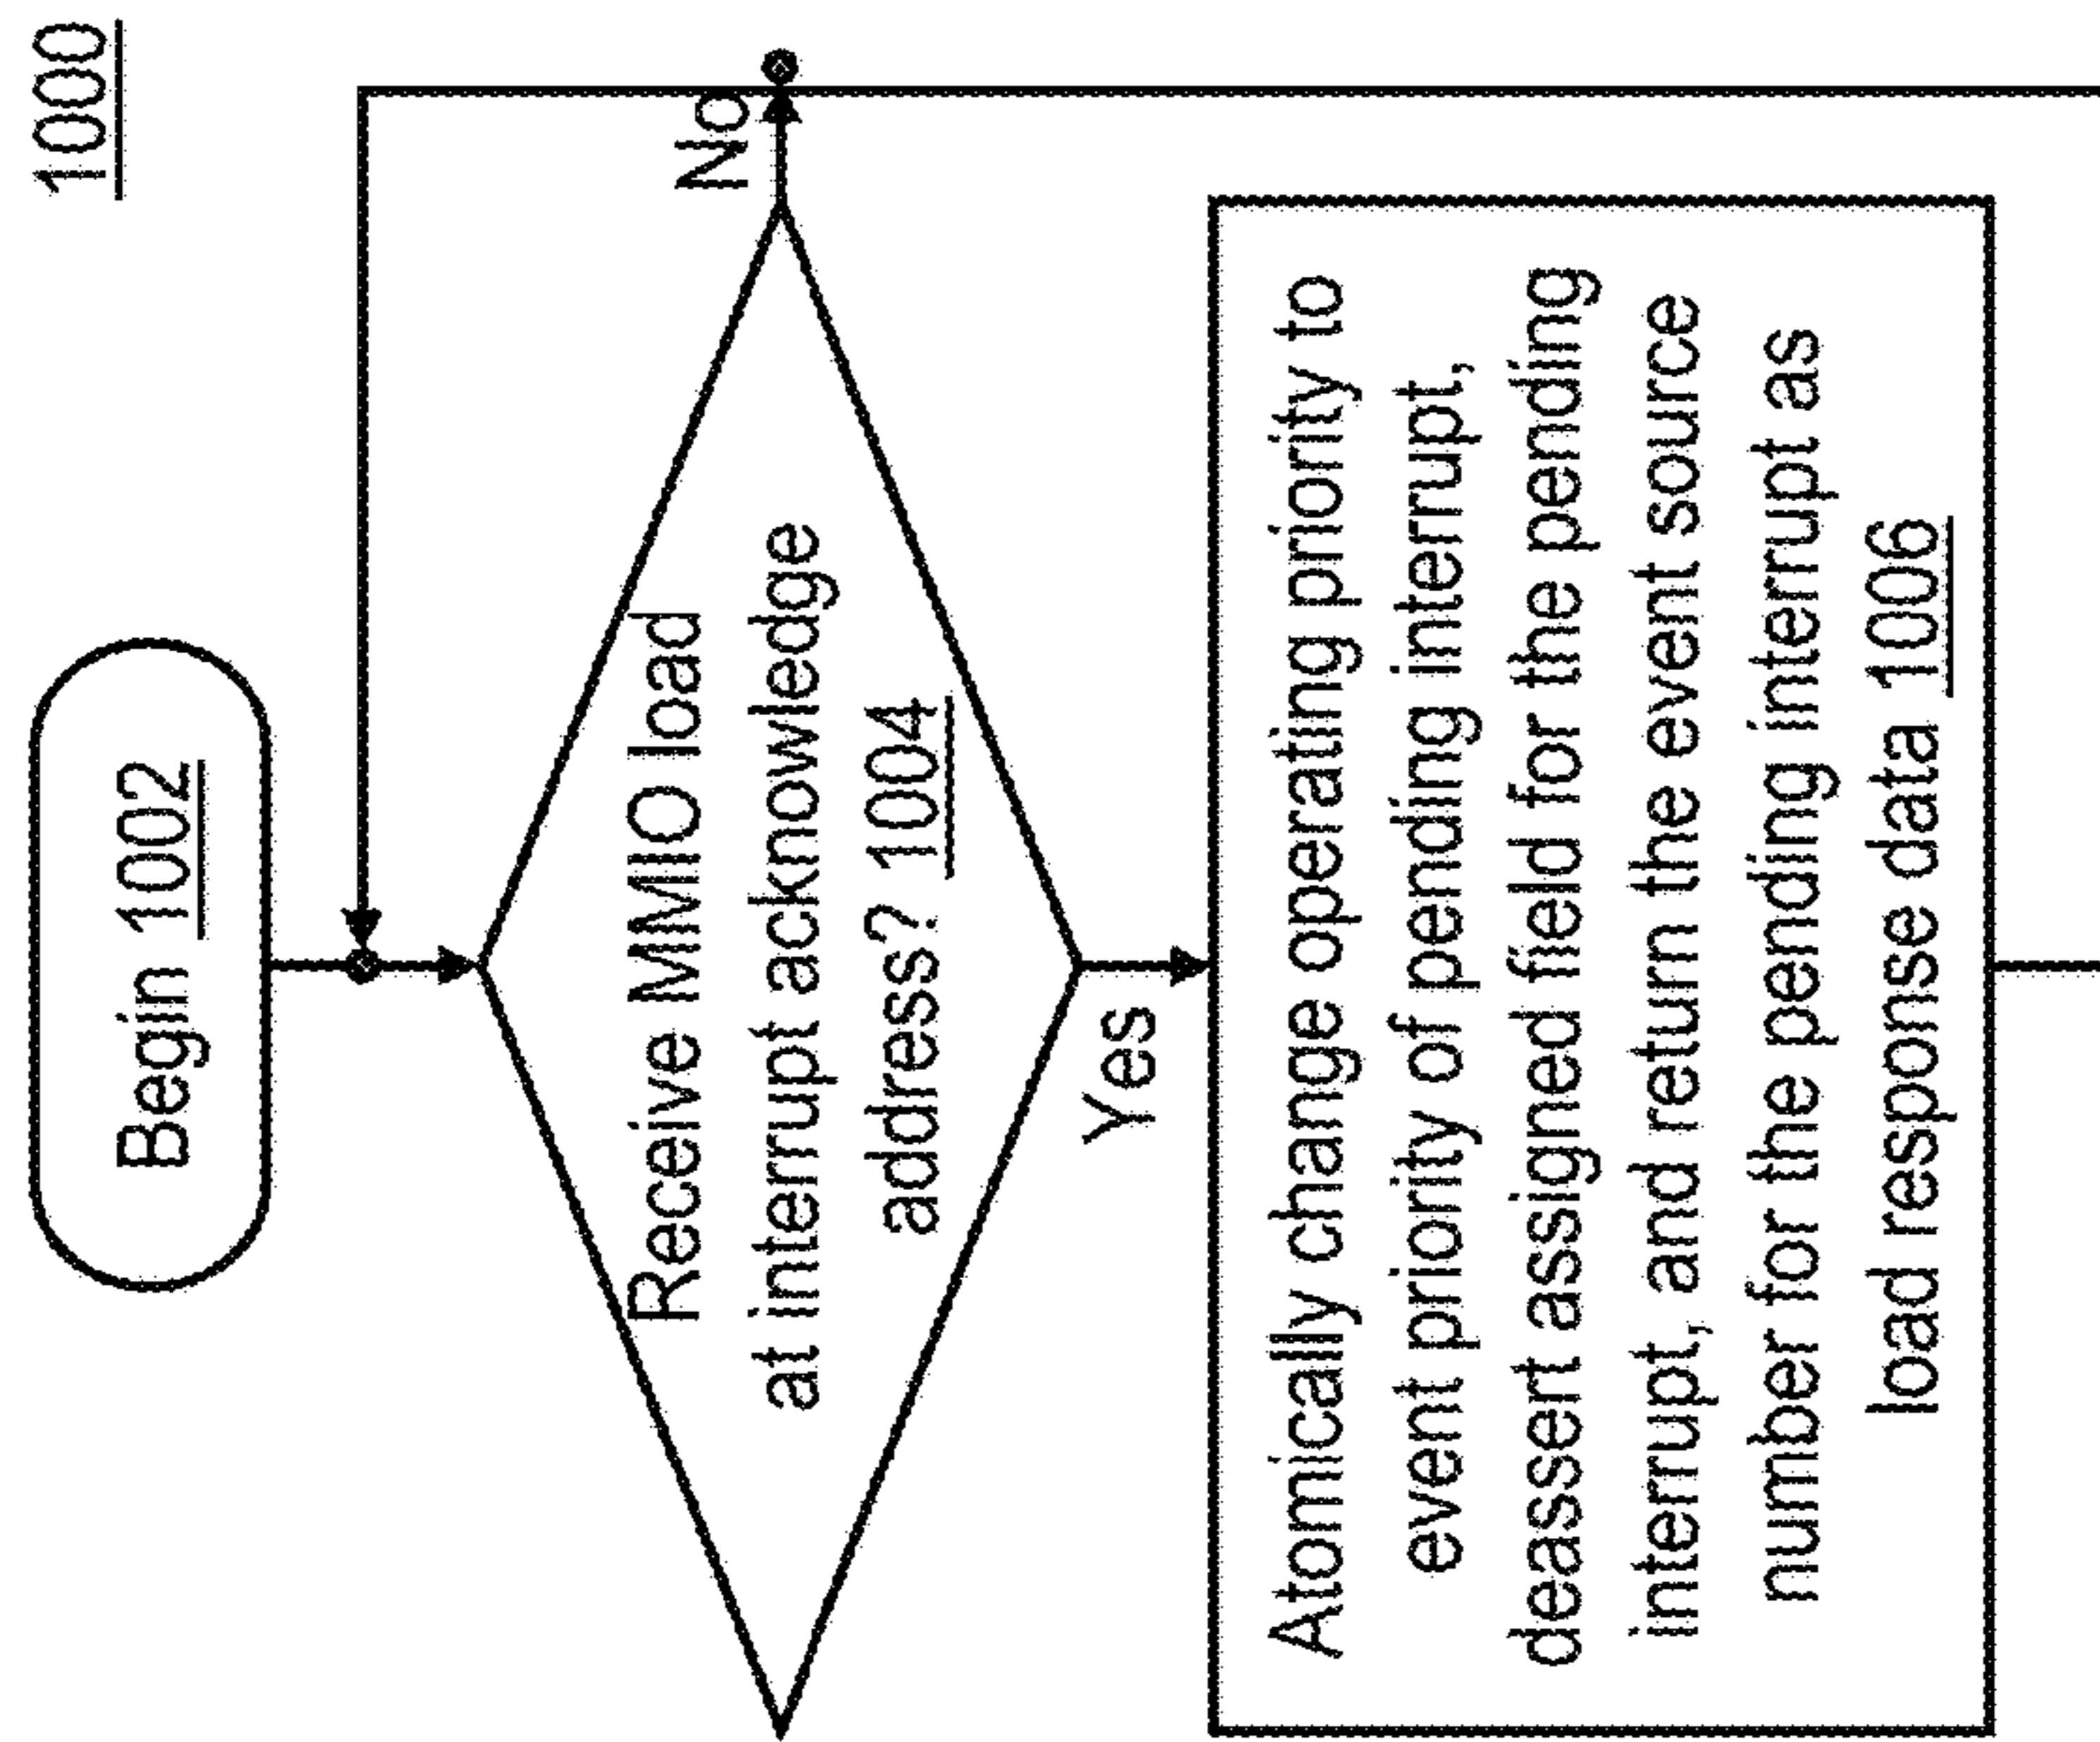 1000
Begin 1002
Receive MMIO load
at interrupt acknowledge
address? 1004
No
Yes
Atomically change operating priority to
event priority of pending interrupt,
deassert assigned field for the pending
interrupt, and return the event source
number for the pending interrupt as
load response data 1006